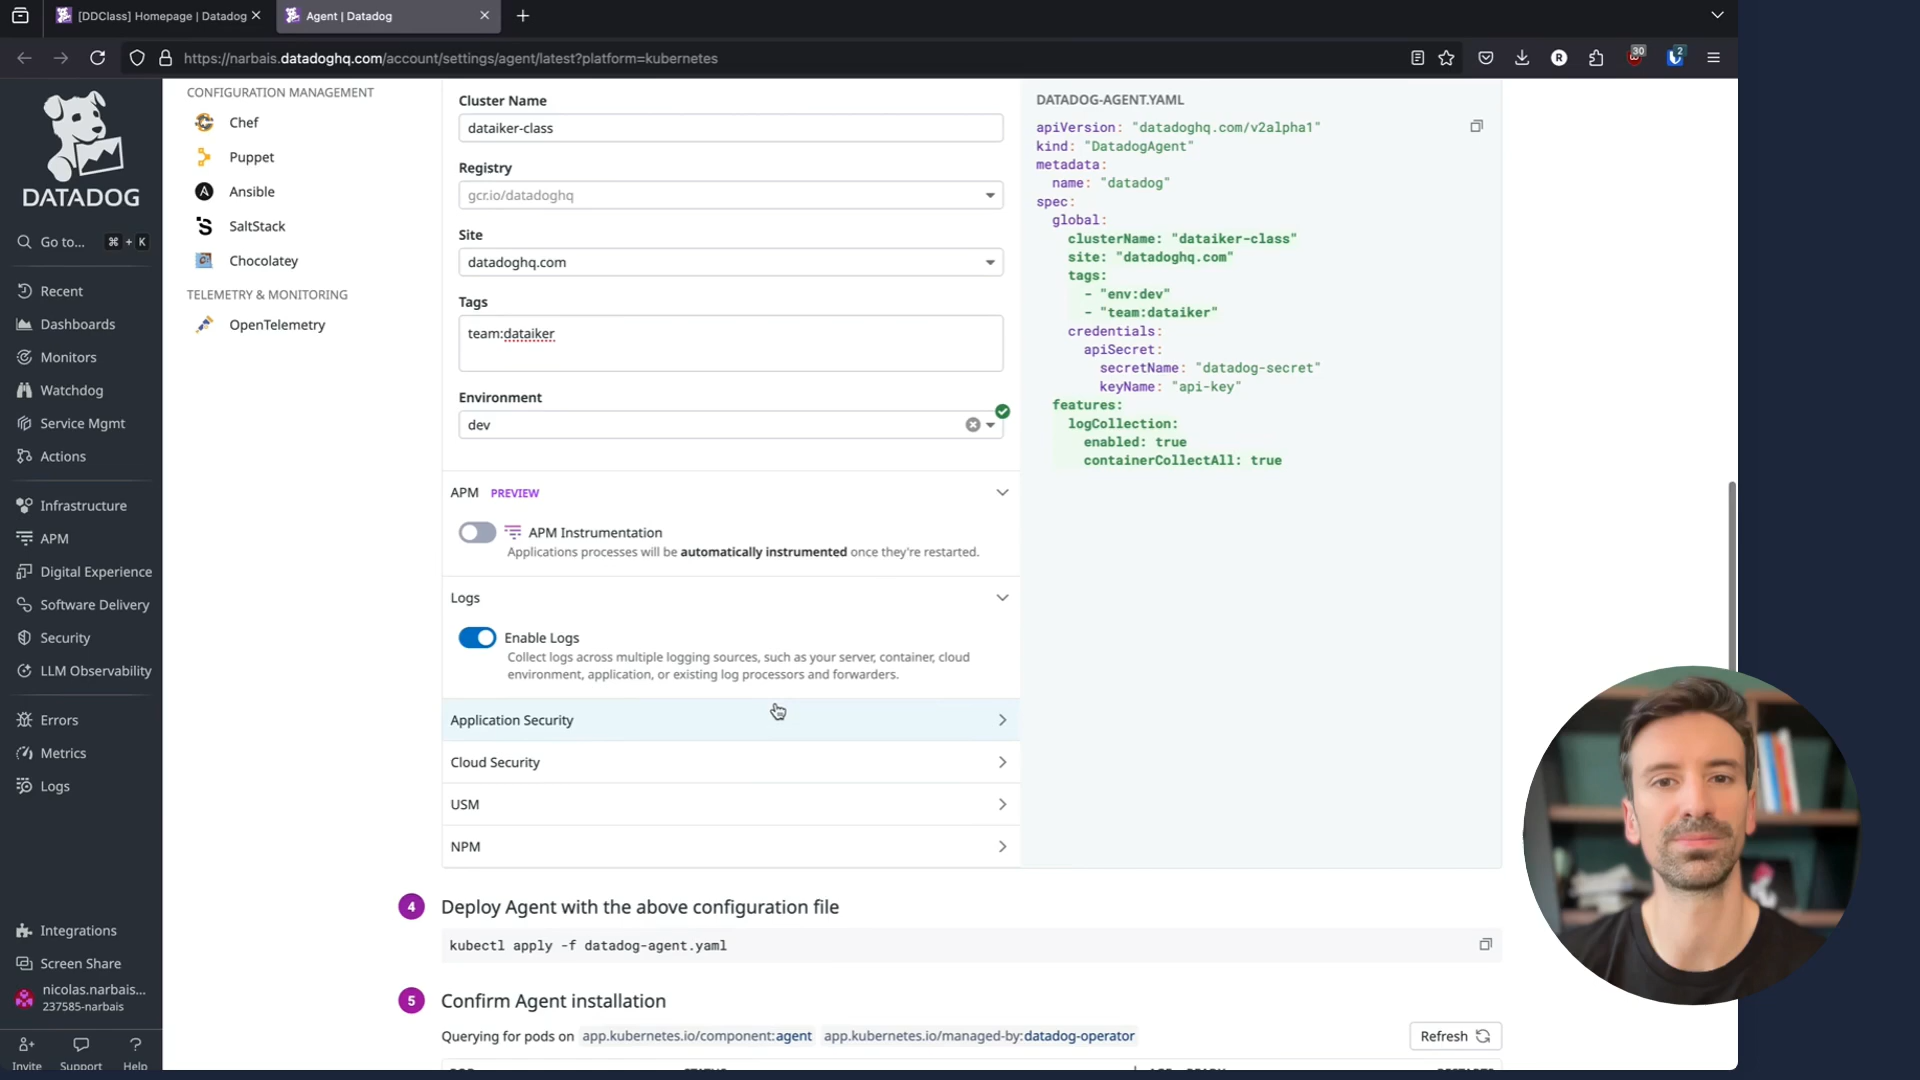 [DDClass] Homepage | Datadog
Agent | Datadog
https://narbais.datadoghq.com/account/settings/agent/latest?platform=kubernetes
R
30
2
DATADOG
Go to...
⌘ + K
Recent
Dashboards
Monitors
Watchdog
Service Mgmt
Actions
Infrastructure
APM
Digital Experience
Software Delivery
Security
LLM Observability
Errors
Metrics
Logs
Integrations
Screen Share
nicolas.narbais...
237585-narbais
Invite
Support
Help
CONFIGURATION MANAGEMENT
Chef
Puppet
Ansible
SaltStack
Chocolatey
TELEMETRY & MONITORING
OpenTelemetry
Cluster Name
dataiker-class
Registry
gcr.io/datadoghq
Site
datadoghq.com
Tags
team:dataiker
Environment
dev
APM PREVIEW
APM Instrumentation
Applications processes will be automatically instrumented once they're restarted.
Logs
Enable Logs
Collect logs across multiple logging sources, such as your server, container, cloud
environment, application, or existing log processors and forwarders.
Application Security
Cloud Security
USM
NPM
DATADOG-AGENT.YAML
apiVersion: "datadoghq.com/v2alpha1"
kind: "DatadogAgent"
metadata:
name: "datadog"
spec:
global:
clusterName: "dataiker-class"
site: "datadoghq.com"
tags:
- "env:dev"
- "team:dataiker"
credentials:
apiSecret:
secretName: "datadog-secret"
keyName: "api-key"
features:
logCollection:
enabled: true
containerCollectAll: true
4 Deploy Agent with the above configuration file
kubectl apply -f datadog-agent.yaml
5 Confirm Agent installation
Querying for pods on app.kubernetes.io/component:agent app.kubernetes.io/managed-by:datadog-operator
Refresh